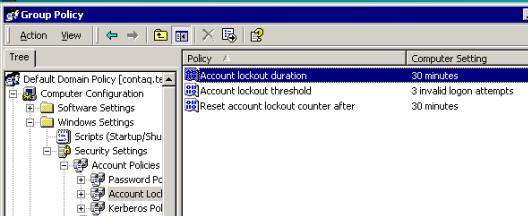 Group Policy
Action View
Tree
Policy
Computer Setting
Default Domain Policy [contaq.te
Computer Configuration
Software Settings
Windows Settings
Scripts (Startup/Shu
Security Settings
Account Policies
Password Po
Account Locl
Kerberos Pol
Account lockout duration 30 minutes
Account lockout threshold 3 invalid logon attempts
Reset account lockout counter after 30 minutes